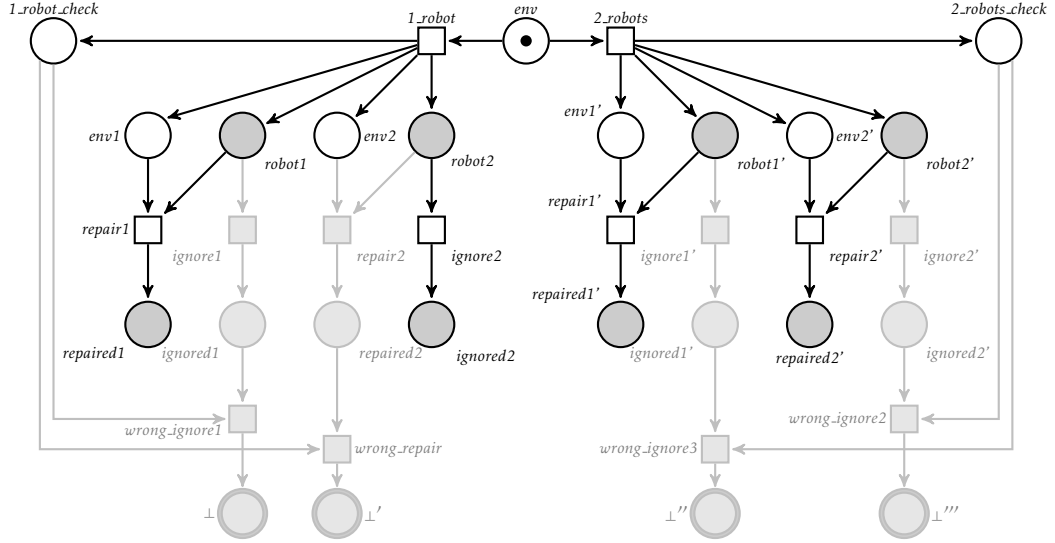 1_robot_check
1_robot
env
2_robots
2_robots_check
env1
robot1
env2
robot2
env1'
robot1'
env2'
robot2'
repair1
ignore1
repair2
ignore2
repair1'
ignore1'
repair2'
ignore2'
repaired1
ignored1
repaired2
ignored2
repaired1'
ignored1'
repaired2'
ignored2'
wrong_ignore1
wrong_repair
wrong_ignore3
wrong_ignore2
⊥
⊥'
⊥''
⊥'''